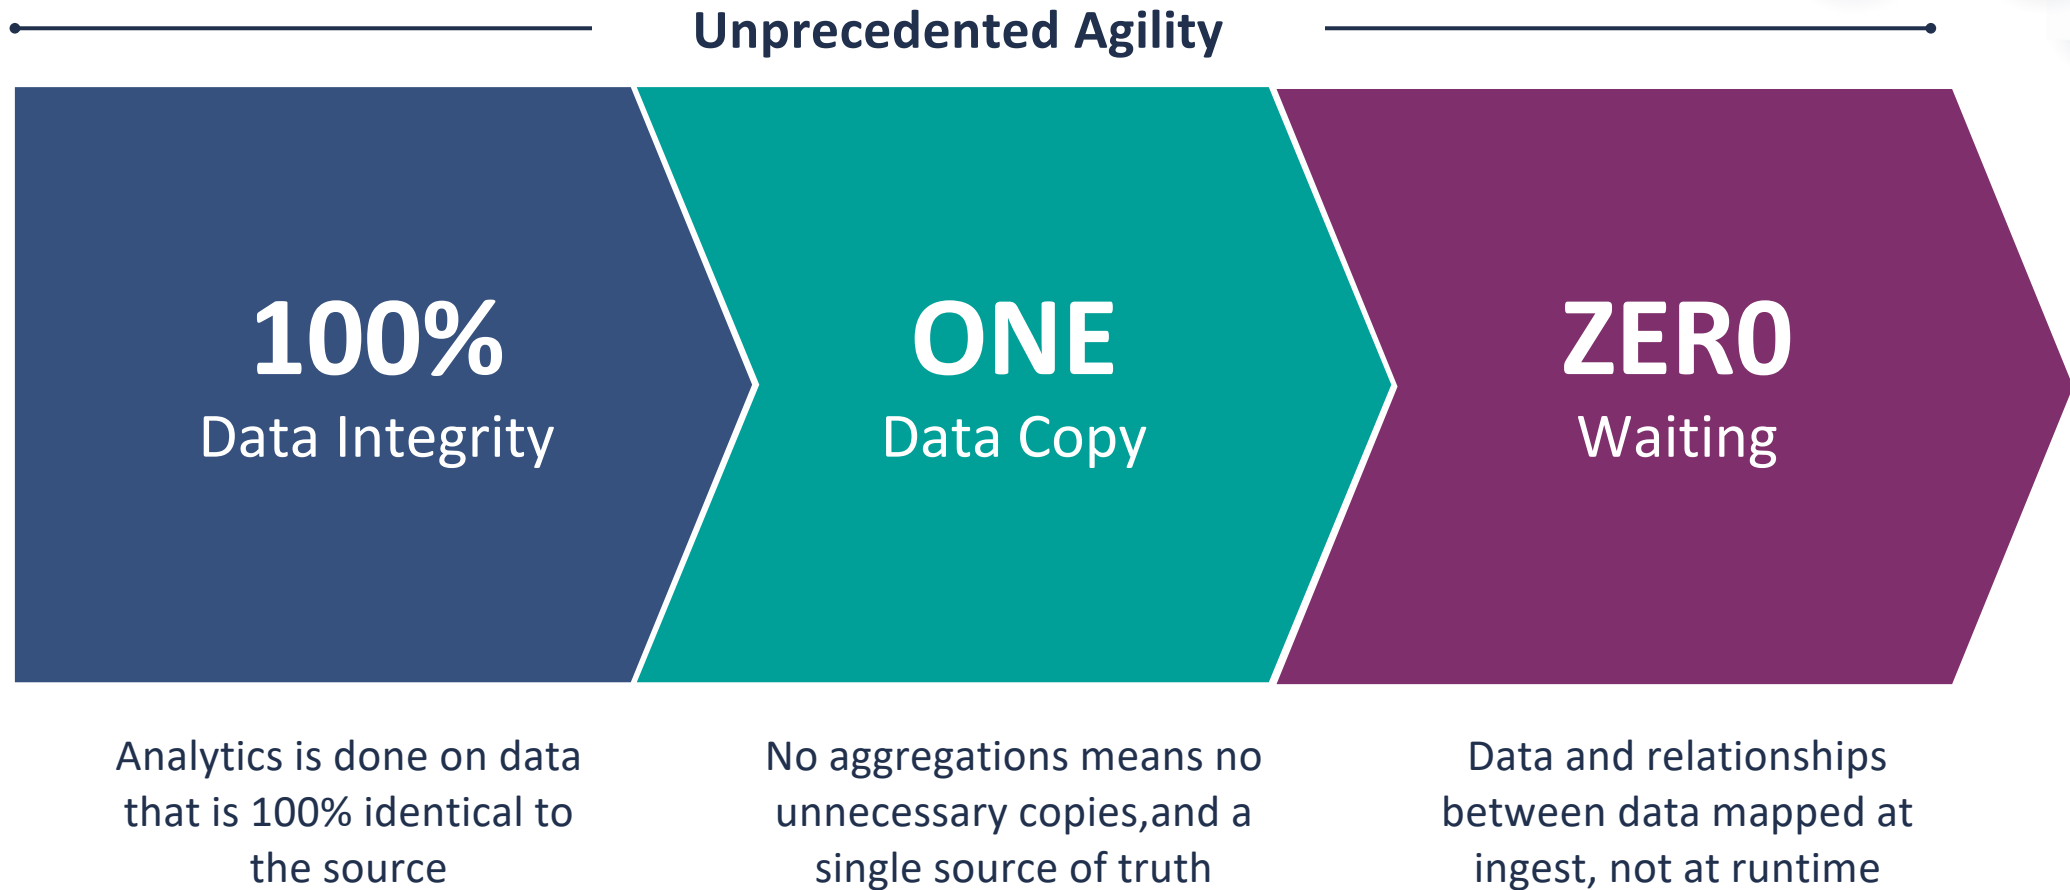 Unprecedented Agility
100%
Data Integrity
ONE
Data Copy
ZER0
Waiting
Analytics is done on data
that is 100% identical to
the source
No aggregations means no
unnecessary copies,and a
single source of truth
Data and relationships
between data mapped at
ingest, not at runtime